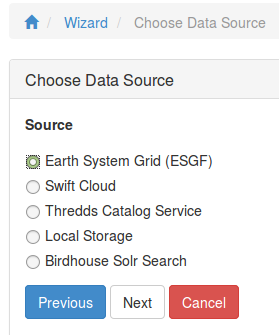 / Wizard / Choose Data Source
Choose Data Source
Source
Earth System Grid (ESGF)
Swift Cloud
Thredds Catalog Service
Local Storage
Birdhouse Solr Search
Previous Next Cancel